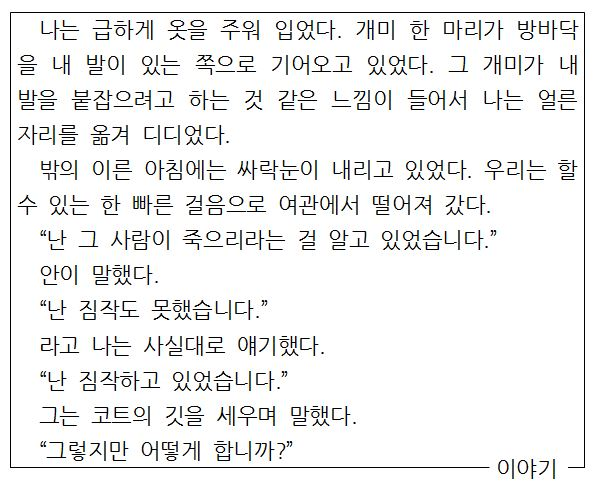 나는 급하게 옷을 주워 입었다. 개미 한 마리가 방바닥
을 내 발이 있는 쪽으로 기어오고 있었다. 그 개미가 내
발을 붙잡으려고 하는 것 같은 느낌이 들어서 나는 얼른
자리를 옮겨 디디었다.
밖의 이른 아침에는 싸락눈이 내리고 있었다. 우리는 할
수 있는 한 빠른 걸음으로 여관에서 떨어져 갔다.
“난 그 사람이 죽으리라는 걸 알고 있었습니다.”
안이 말했다.
“난 짐작도 못했습니다.”
라고 나는 사실대로 얘기했다.
“난 짐작하고 있었습니다.”
그는 코트의 깃을 세우며 말했다.
“그렇지만 어떻게 합니까?”
이야기